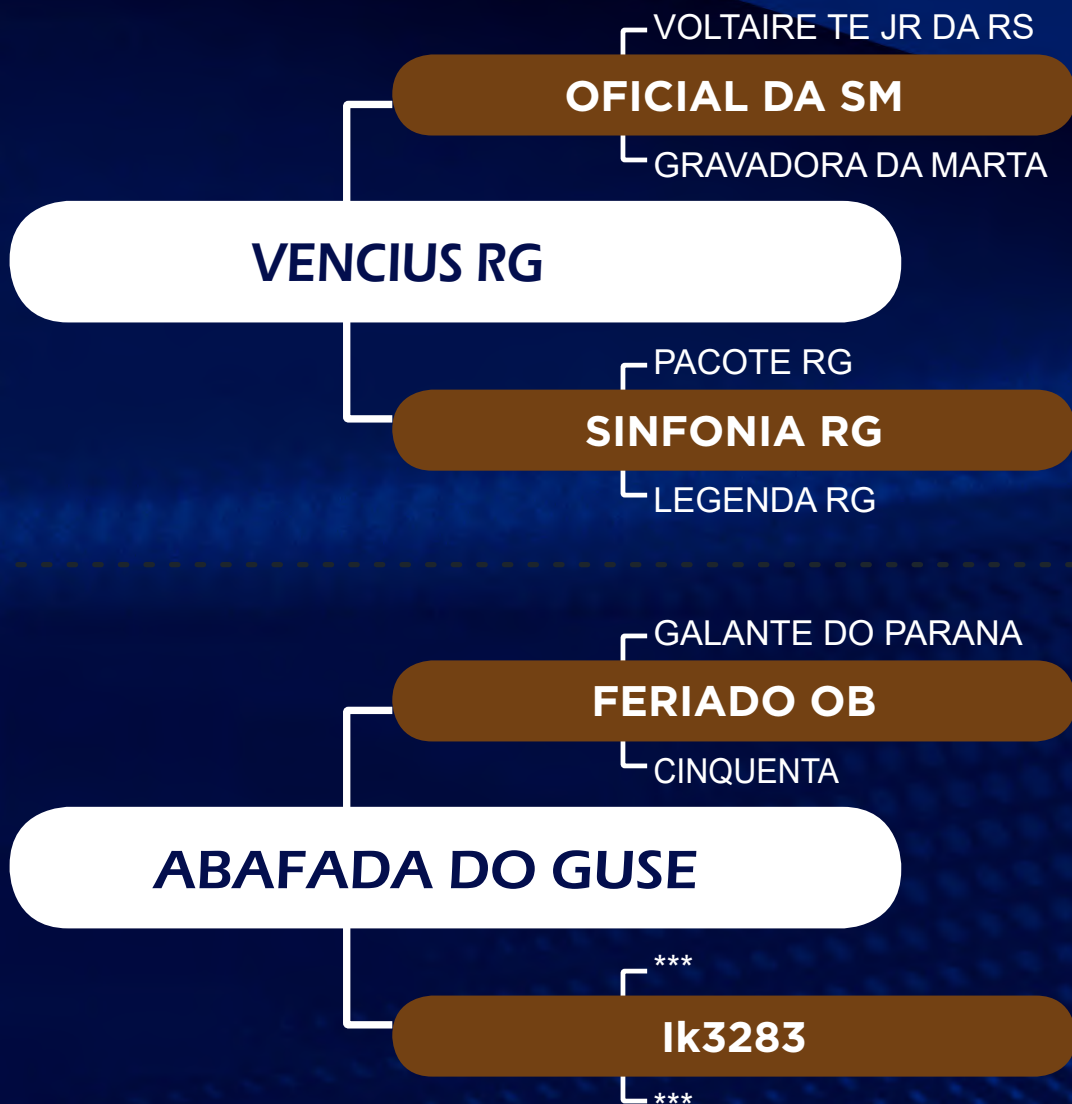 VOLTAIRE TE JR DA RS
OFICIAL DA SM
GRAVADORA DA MARTA
VENCIUS RG
PACOTE RG
SINFONIA RG
LEGENDA RG
GALANTE DO PARANA
FERIADO OB
CINQUENTA
ABAFADA DO GUSE
***
lk3283
***